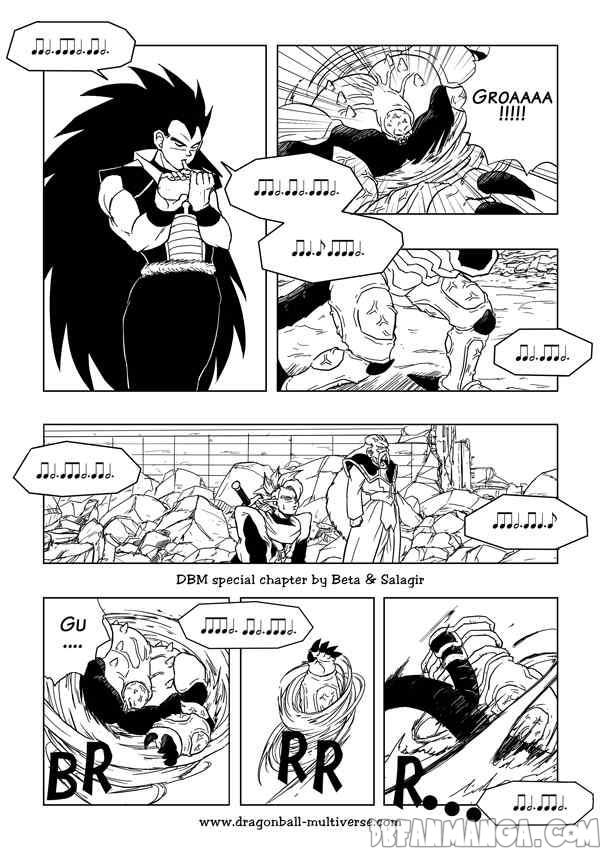 GROAAAA
!!!!!
DBM special chapter by Beta & Salagir
GU
....
BR
RR
R...
www.dragonball-multiverse.com
DBFANMANGA.COM